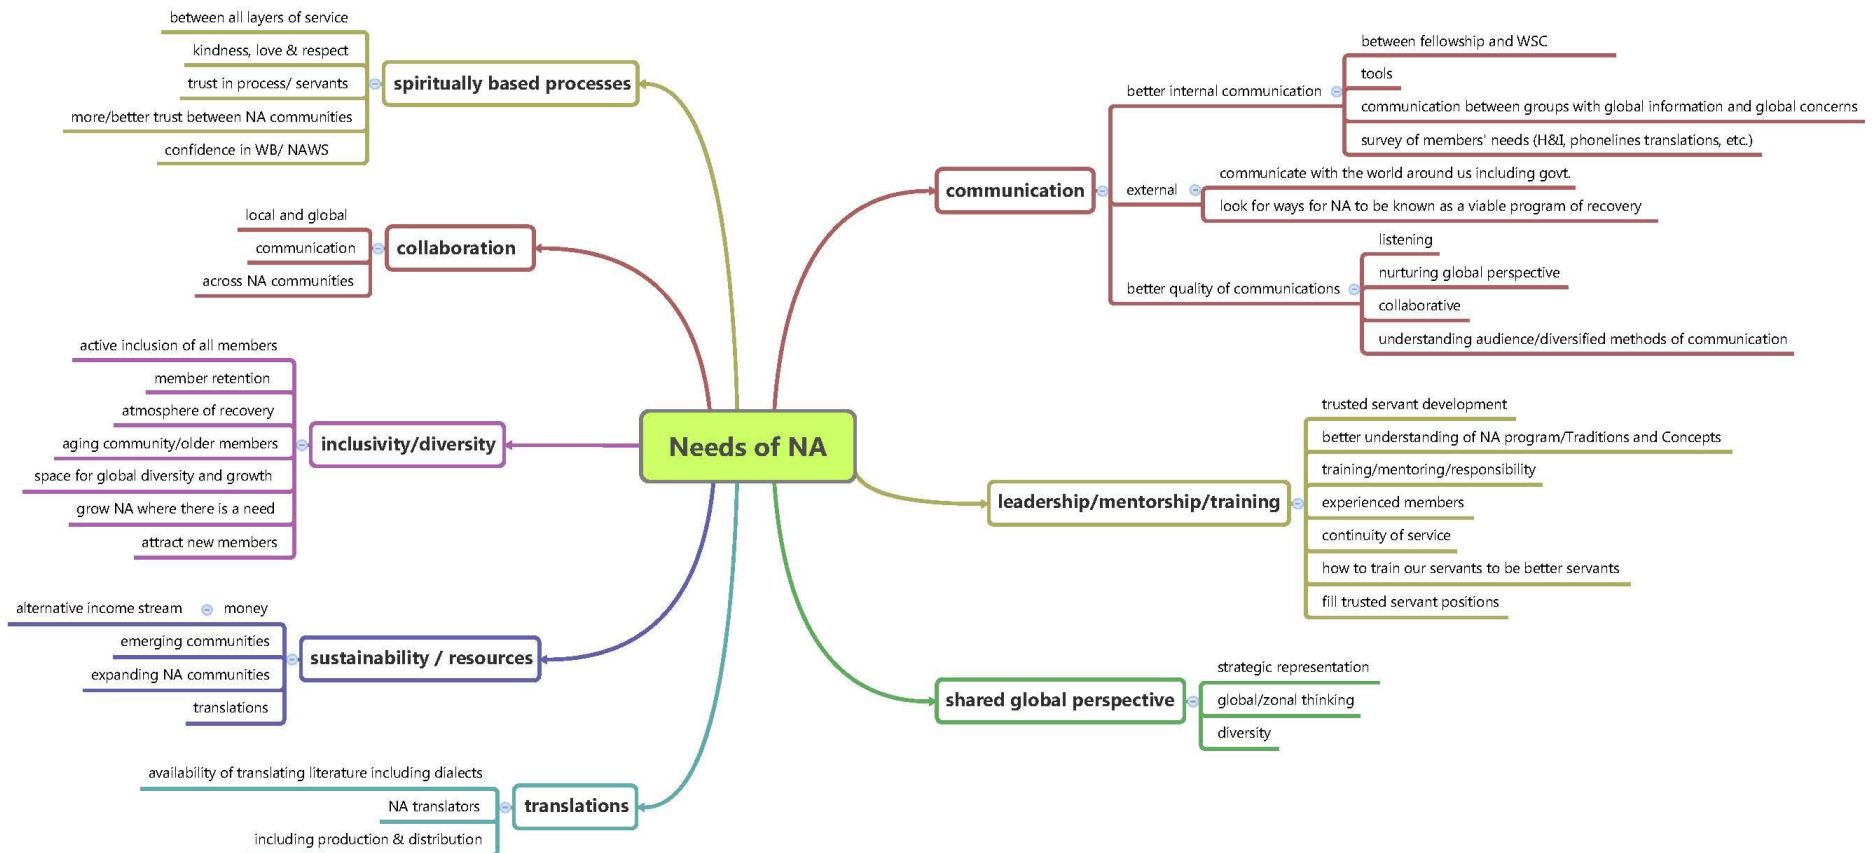 Needs of NA
communication
better internal communication
between fellowship and WSC
tools
communication between groups with global information and global concerns
survey of members' needs (H&I, phonelines translations, etc.)
external
communicate with the world around us including govt.
look for ways for NA to be known as a viable program of recovery
better quality of communications
listening
nurturing global perspective
collaborative
understanding audience/diversified methods of communication
leadership/mentorship/training
trusted servant development
better understanding of NA program/Traditions and Concepts
training/mentoring/responsibility
experienced members
continuity of service
how to train our servants to be better servants
fill trusted servant positions
shared global perspective
strategic representation
global/zonal thinking
diversity
spiritually based processes
between all layers of service
kindness, love & respect
trust in process/ servants
more/better trust between NA communities
confidence in WB/ NAWS
collaboration
local and global
communication
across NA communities
inclusivity/diversity
active inclusion of all members
member retention
atmosphere of recovery
aging community/older members
space for global diversity and growth
grow NA where there is a need
attract new members
sustainability / resources
money
alternative income stream
emerging communities
expanding NA communities
translations
translations
availability of translating literature including dialects
NA translators
including production & distribution